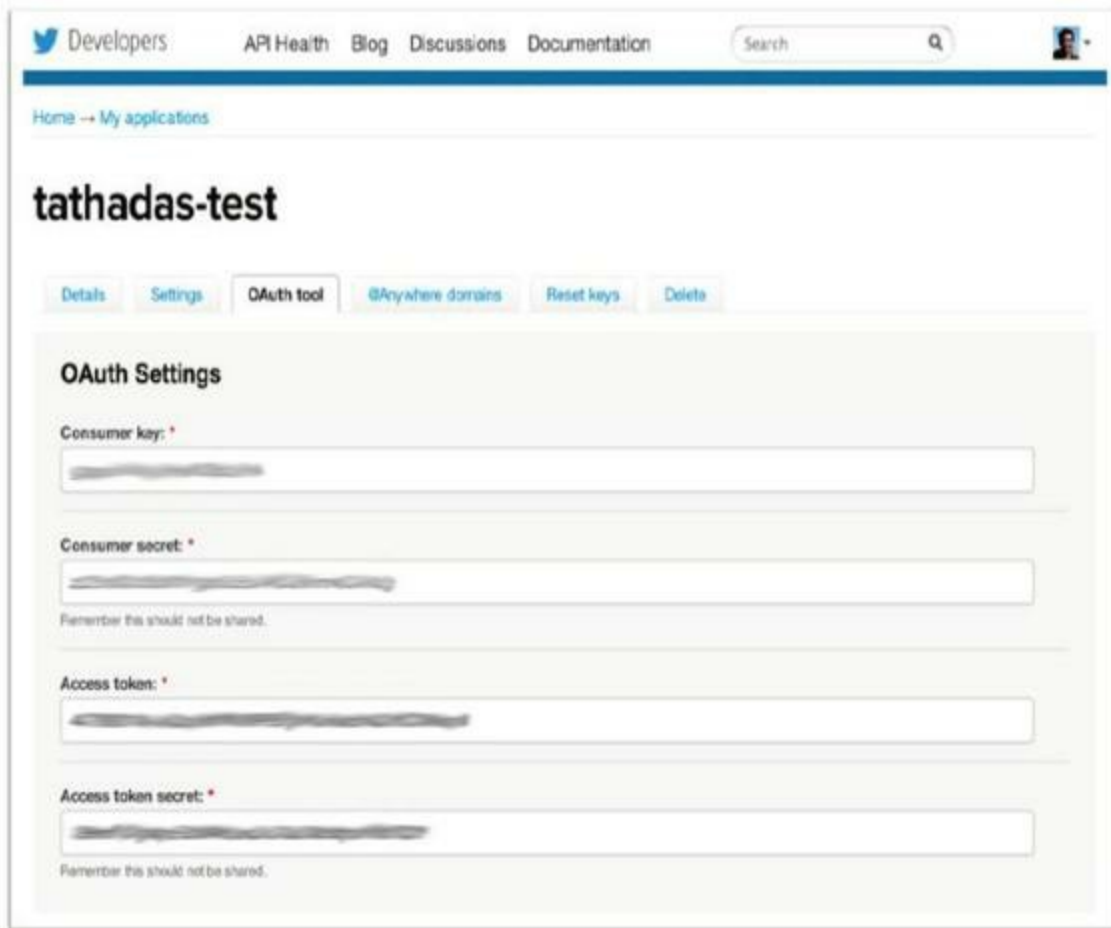 Developers API Health Blog Discussions Documentation Search
Home → My applications
tathadas-test
Details Settings OAuth tool @Anywhere domains Reset keys Delete
OAuth Settings
Consumer key: *
Consumer secret: *
Remember this should not be shared.
Access token: *
Access token secret: *
Remember this should not be shared.